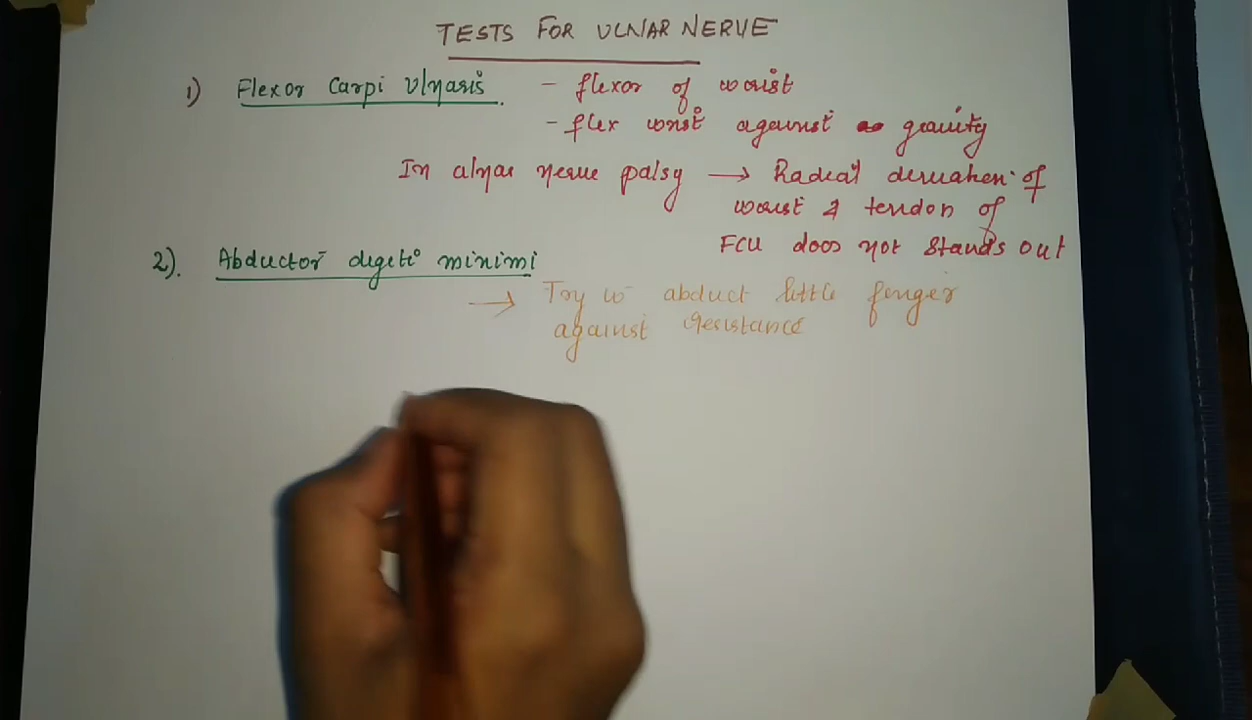 TESTS FOR ULNAR NERVE
1) Flexor Carpi Ulnaris - flexor of wrist
- flex wrist against gravity
In ulnar nerve palsy → Radial deviation of
wrist & tendon of
FCU does not stands out
2). Abductor digiti minimi
→ Try to abduct little finger
against resistance